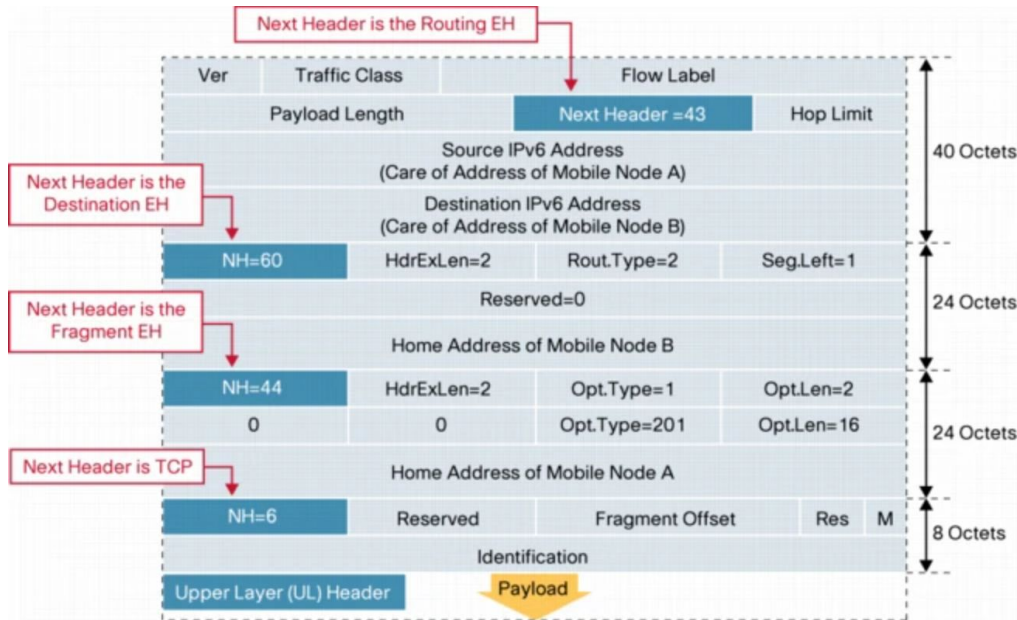 Next Header is the Routing EH
Ver Traffic Class Flow Label
Payload Length Next Header =43 Hop Limit
Source IPv6 Address
(Care of Address of Mobile Node A)
40 Octets
Next Header is the
Destination EH
Destination IPv6 Address
(Care of Address of Mobile Node B)
NH=60 HdrExLen=2 Rout.Type=2 Seg.Left=1
Reserved=0
24 Octets
Next Header is the
Fragment EH
Home Address of Mobile Node B
NH=44 HdrExLen=2 Opt.Type=1 Opt.Len=2
0 0 Opt.Type=201 Opt.Len=16
24 Octets
Next Header is TCP
Home Address of Mobile Node A
NH=6 Reserved Fragment Offset Res M
8 Octets
Identification
Upper Layer (UL) Header Payload